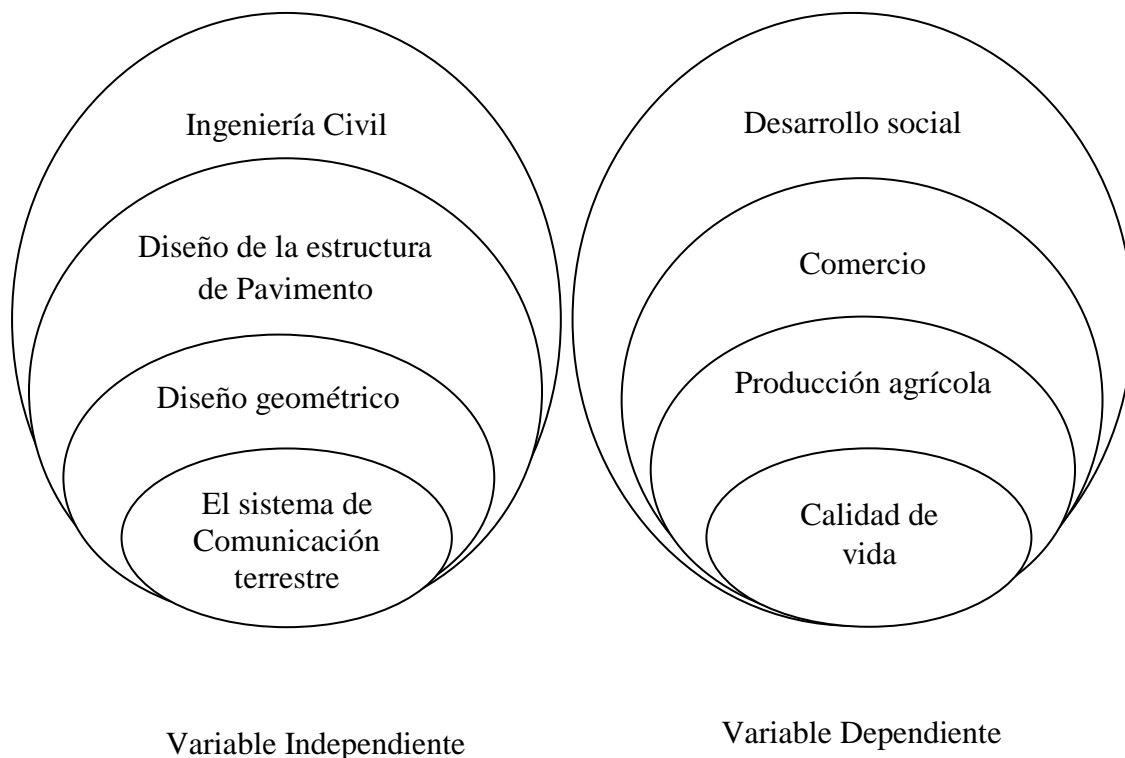 Ingeniería Civil
Diseño de la estructura
de Pavimento
Diseño geométrico
El sistema de
Comunicación
terrestre
Variable Independiente
Desarrollo social
Comercio
Producción agrícola
Calidad de
vida
Variable Dependiente